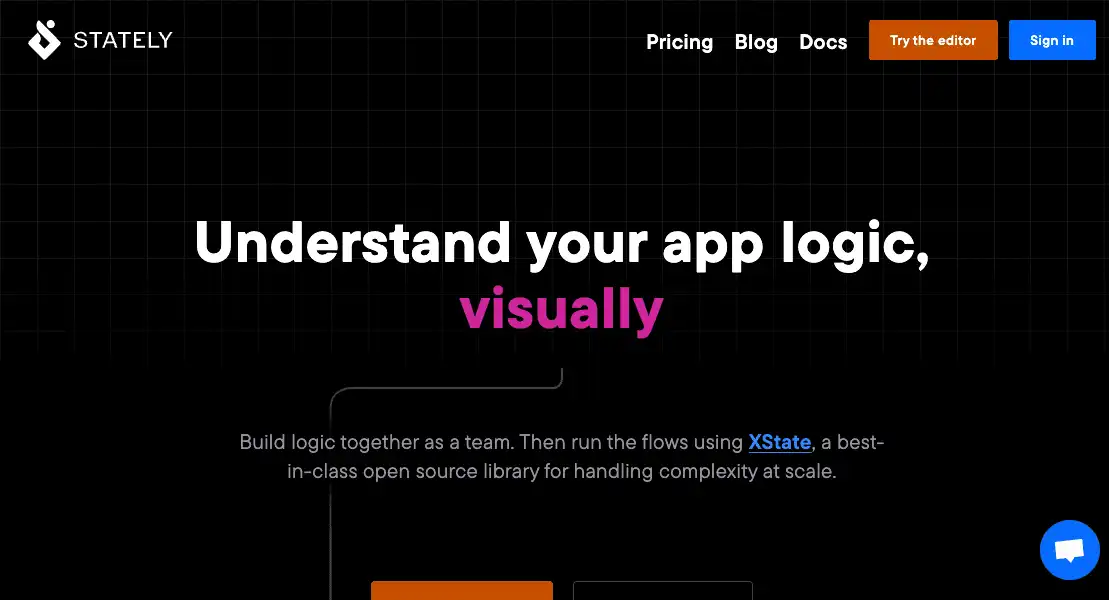 STATELY
Pricing
Blog
Docs
Try the editor
Sign in
Understand your app logic,
visually
Build logic together as a team. Then run the flows using XState, a best-
in-class open source library for handling complexity at scale.